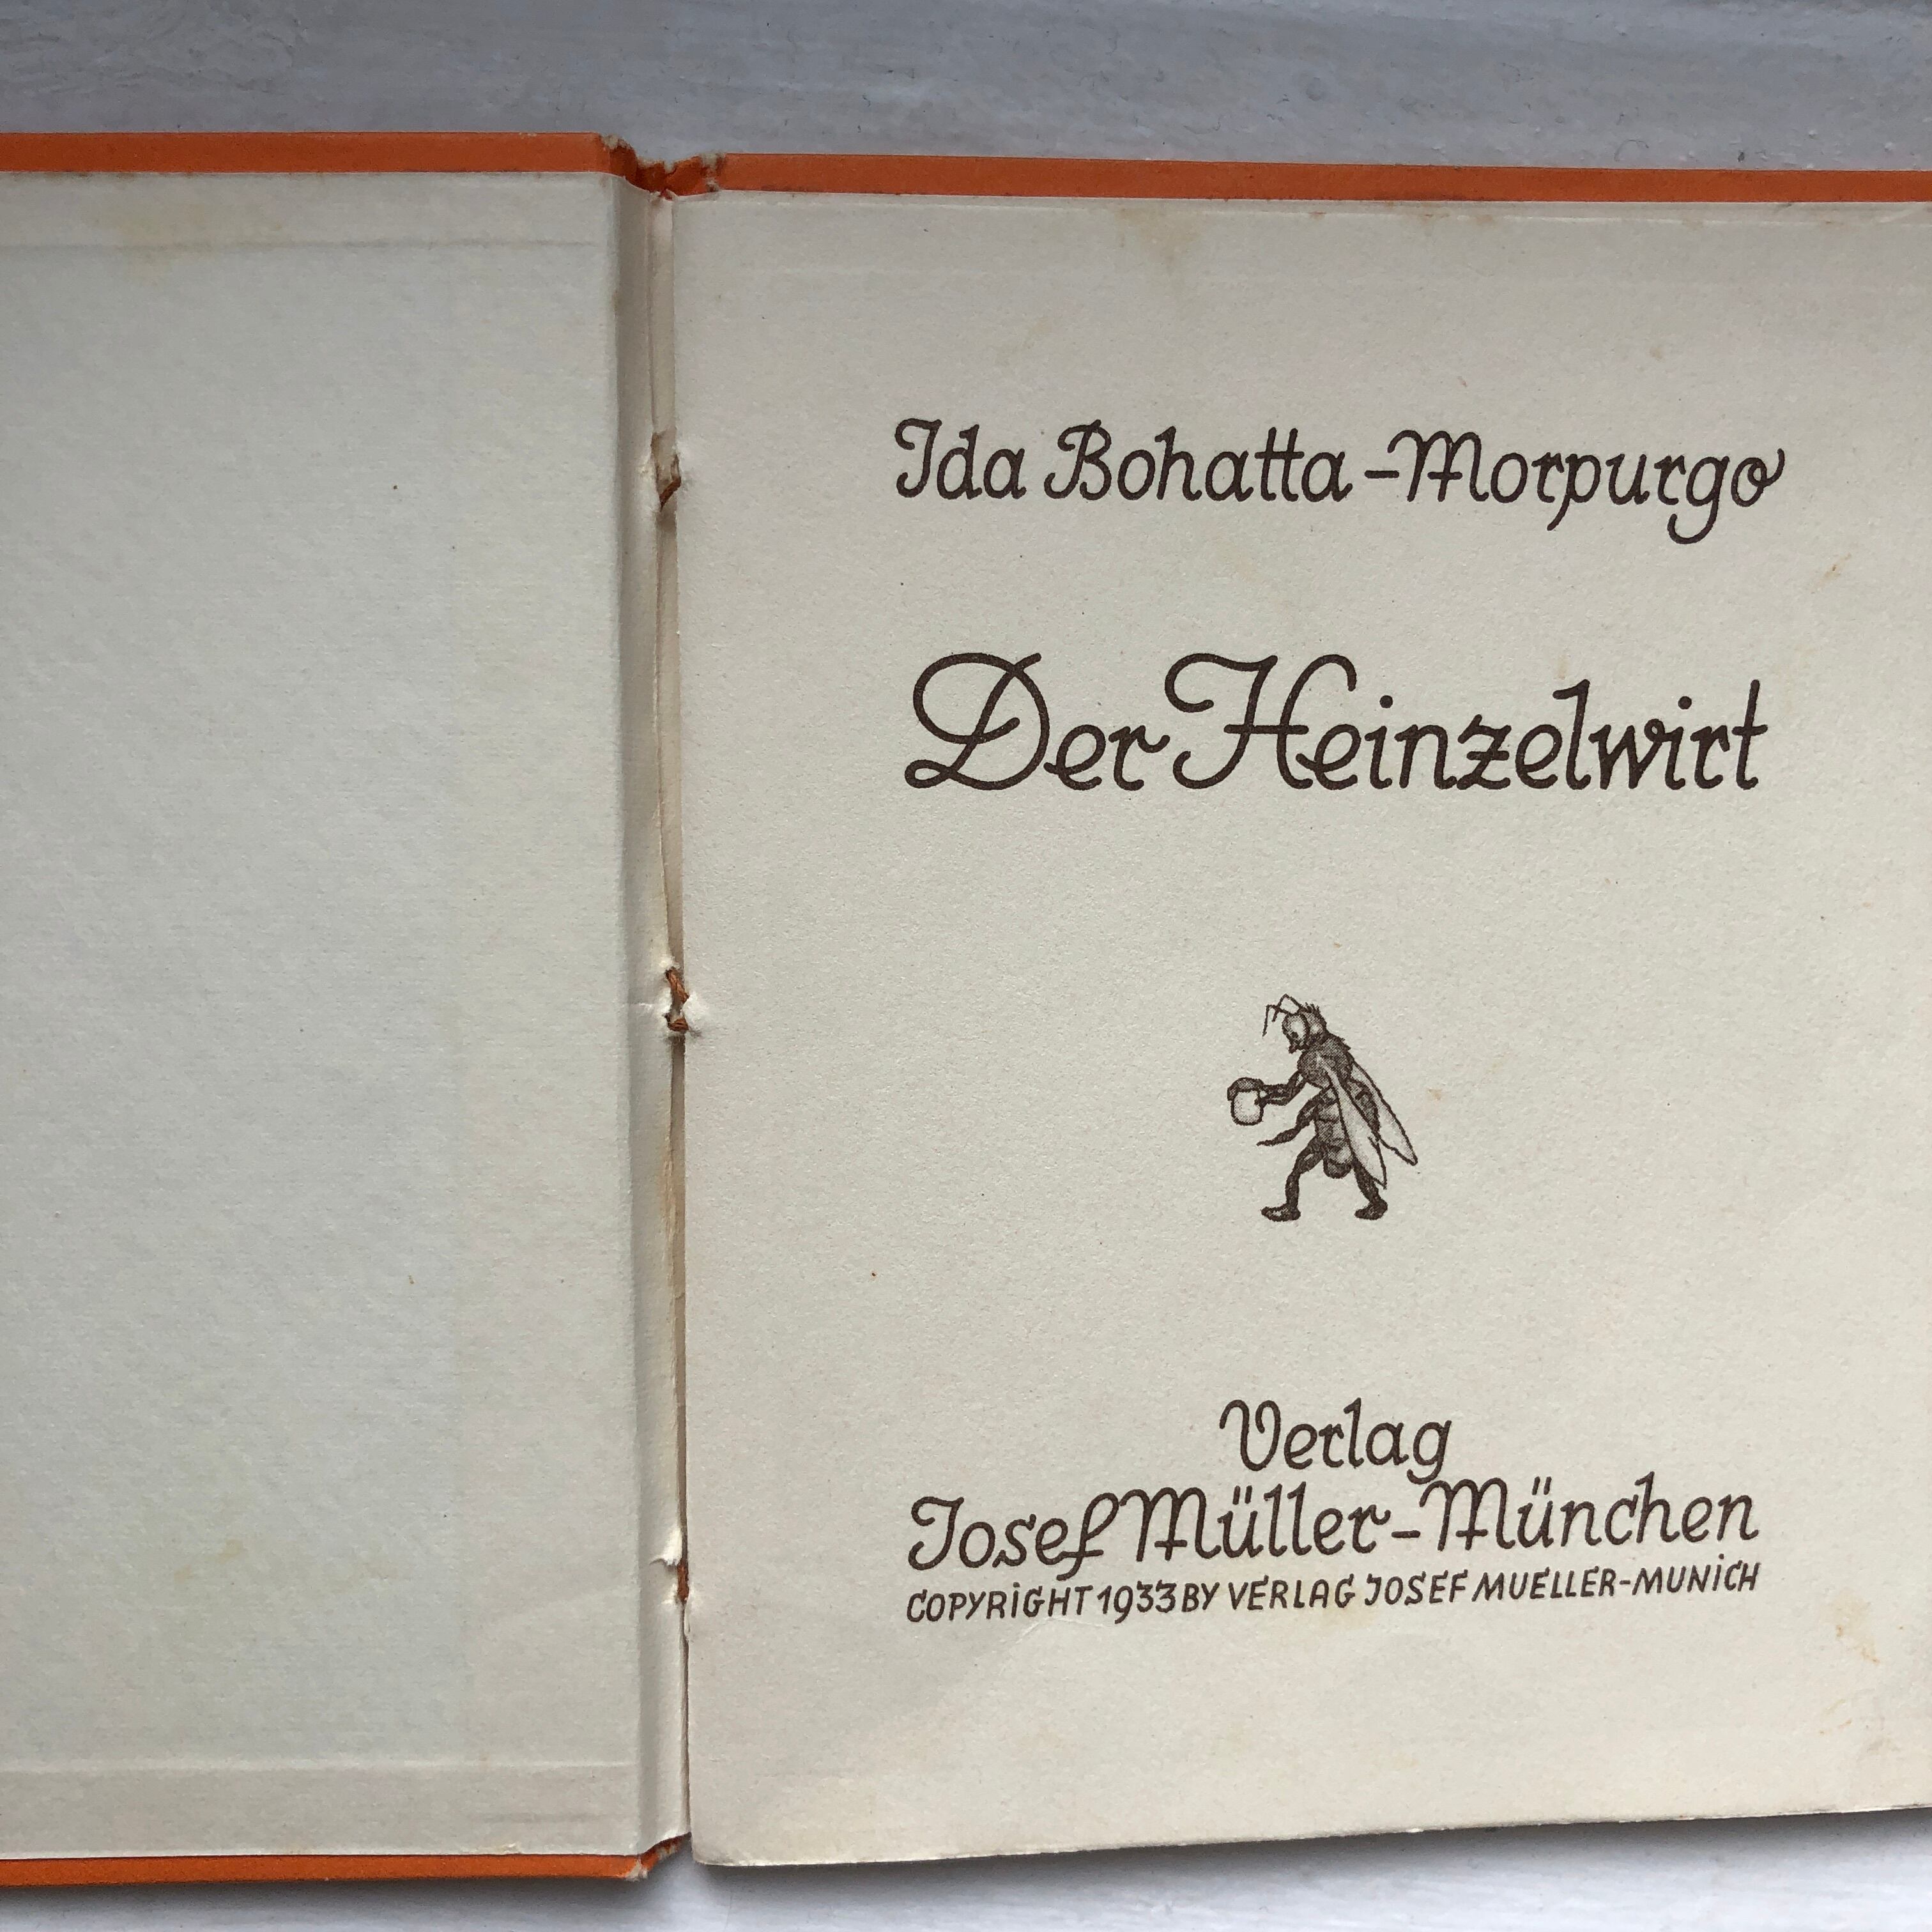 Ida Bohatta-Morpurgo
Der Heinzelwirt
Verlag
Josef Müller-München
COPYRIGHT 1933 BY VERLAG JOSEF MUELLER-MUNICH